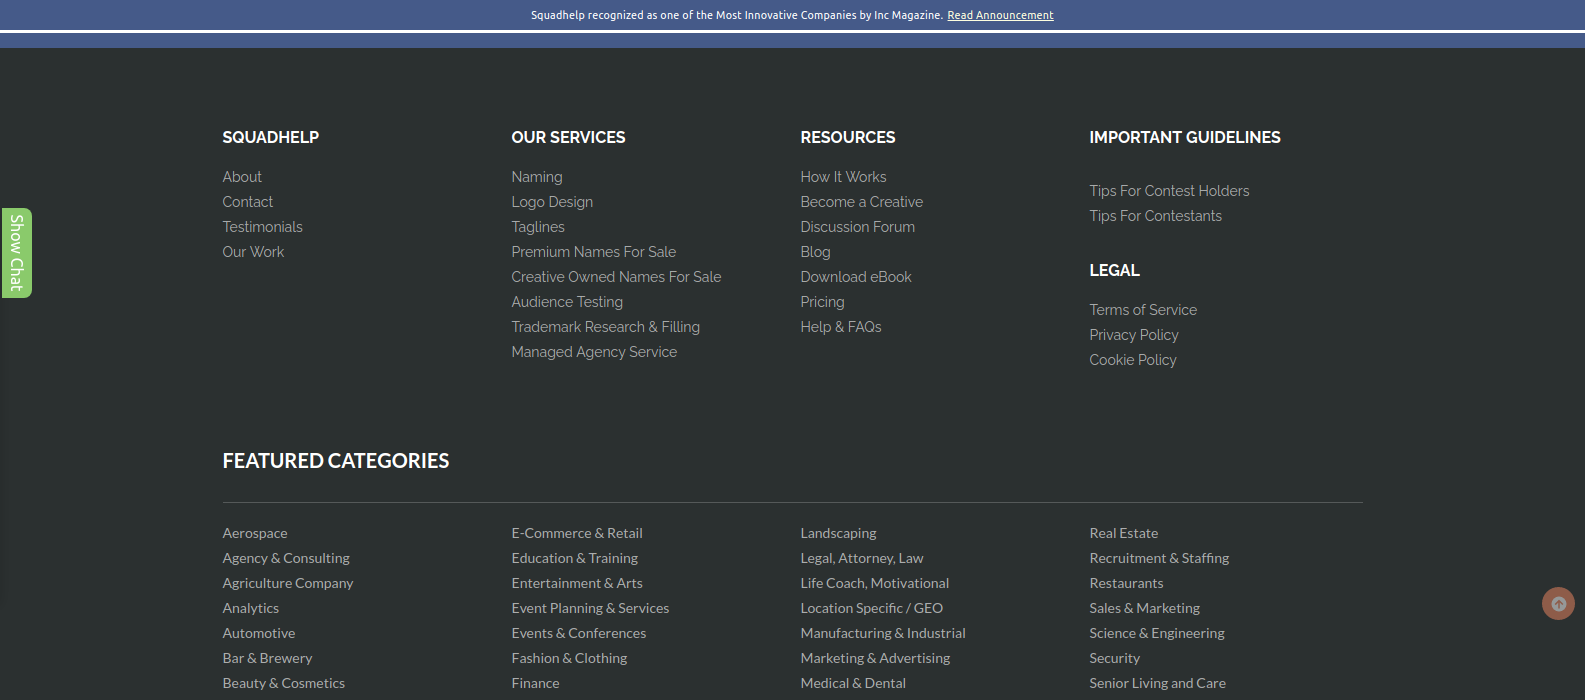 Squadhelp recognized as one of the Most Innovative Companies by Inc Magazine. Read Announcement
Show Chat
SQUADHELP
About
Contact
Testimonials
Our Work
OUR SERVICES
Naming
Logo Design
Taglines
Premium Names For Sale
Creative Owned Names For Sale
Audience Testing
Trademark Research & Filling
Managed Agency Service
RESOURCES
How It Works
Become a Creative
Discussion Forum
Blog
Download eBook
Pricing
Help & FAQs
IMPORTANT GUIDELINES
Tips For Contest Holders
Tips For Contestants
LEGAL
Terms of Service
Privacy Policy
Cookie Policy
FEATURED CATEGORIES
Aerospace
Agency & Consulting
Agriculture Company
Analytics
Automotive
Bar & Brewery
Beauty & Cosmetics
E-Commerce & Retail
Education & Training
Entertainment & Arts
Event Planning & Services
Events & Conferences
Fashion & Clothing
Finance
Landscaping
Legal, Attorney, Law
Life Coach, Motivational
Location Specific / GEO
Manufacturing & Industrial
Marketing & Advertising
Medical & Dental
Real Estate
Recruitment & Staffing
Restaurants
Sales & Marketing
Science & Engineering
Security
Senior Living and Care